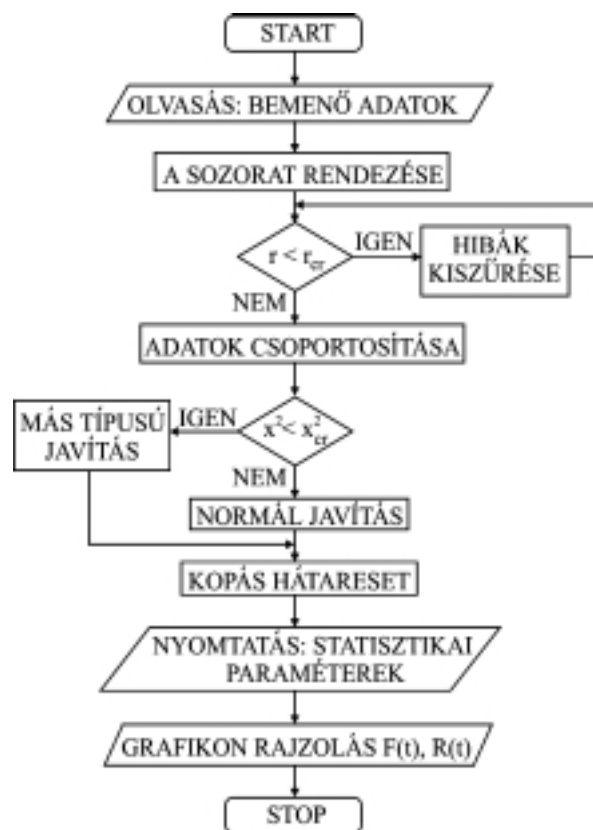 START
OLVASÁS: BEMENŐ ADATOK
A SOZORAT RENDEZÉSE
r < r_cr
IGEN
HIBÁK
KISZŰRÉSE
NEM
ADATOK CSOPORTOSÍTÁSA
x² < x²_cr
IGEN
MÁS TÍPUSÚ
JAVÍTÁS
NEM
NORMÁL JAVÍTÁS
KOPÁS HÁTARESET
NYOMTATÁS: STATISZTIKAI
PARAMÉTEREK
GRAFIKON RAJZOLÁS F(t), R(t)
STOP